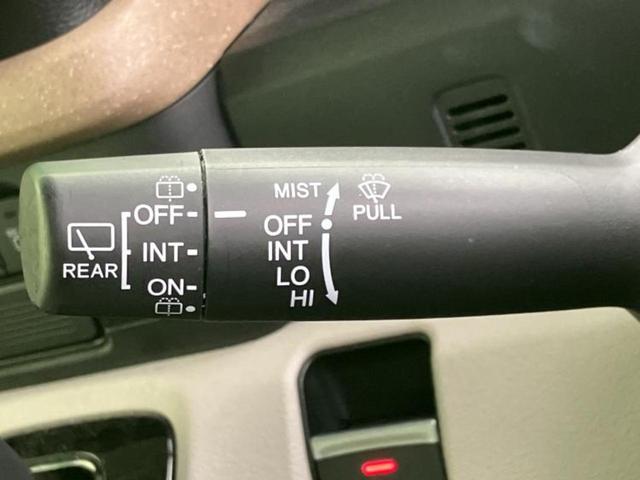 REAR
OFF
INT
ON
MIST
OFF
INT
LO
HI
PULL